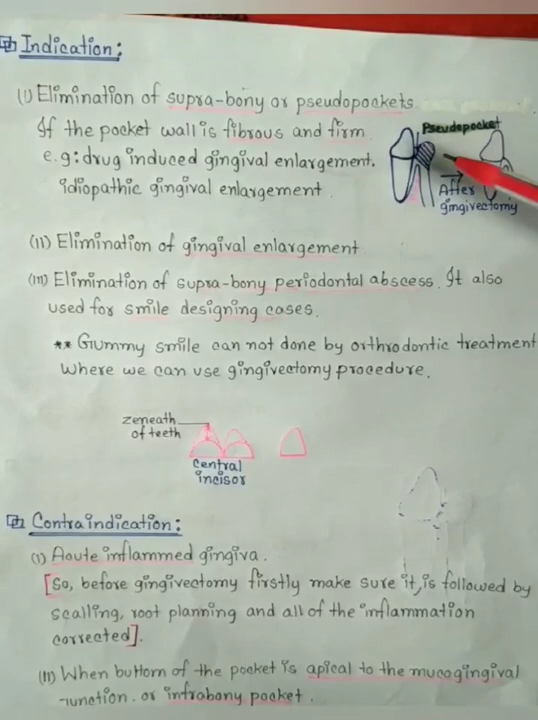 Indication:
(i) Elimination of supra-bony or pseudopockets.
If the pocket wall is fibrous and firm.
e.g: drug induced gingival enlargement.
idiopathic gingival enlargement.
Pseudopocket
After
gingivectomy
(II) Elimination of gingival enlargement
(III) Elimination of supra-bony periodontal abscess. It also
used for smile designing cases.
** Gummy smile can not done by orthrodontic treatment
where we can use gingivectomy procedure.
zeneath
of teeth
central
incisor
Contraindication:
(i) Acute inflammed gingiva.
[So, before gingivectomy firstly make sure it, is followed by
scalling, root planning and all of the inflammation
corrected].
(II) When buttom of the pocket is apical to the mucogingival
junction. or infrabony pocket.